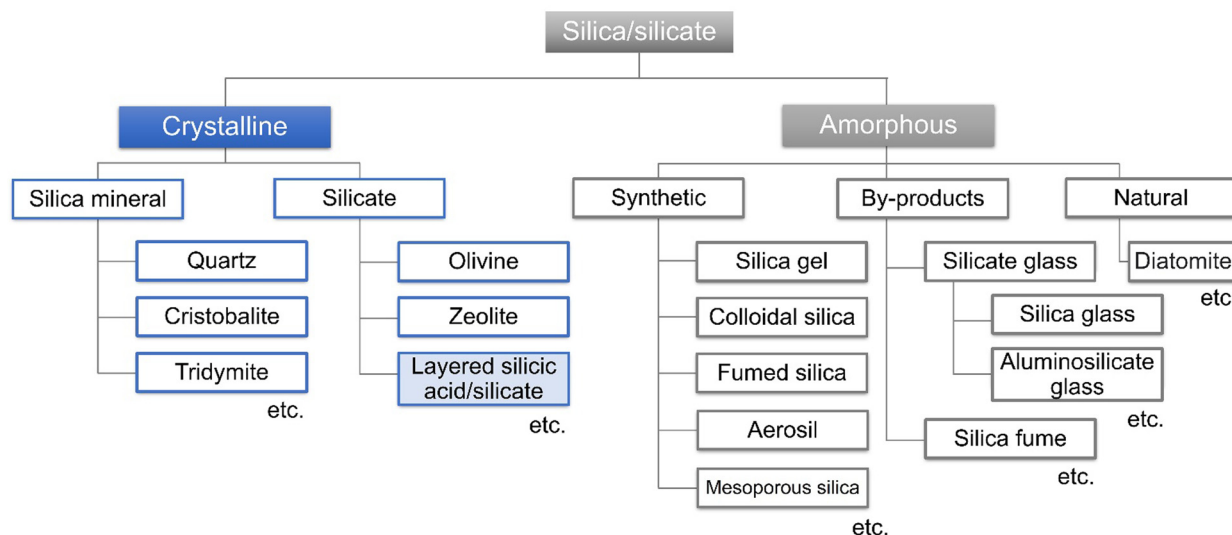 Silica/silicate
Crystalline
Silica mineral
Quartz
Cristobalite
Tridymite
etc.
Silicate
Olivine
Zeolite
Layered silicic
acid/silicate
etc.
Amorphous
Synthetic
Silica gel
Colloidal silica
Fumed silica
Aerosil
Mesoporous silica
etc.
By-products
Silicate glass
Silica glass
Aluminosilicate
glass
etc.
Silica fume
etc.
Natural
Diatomite
etc.